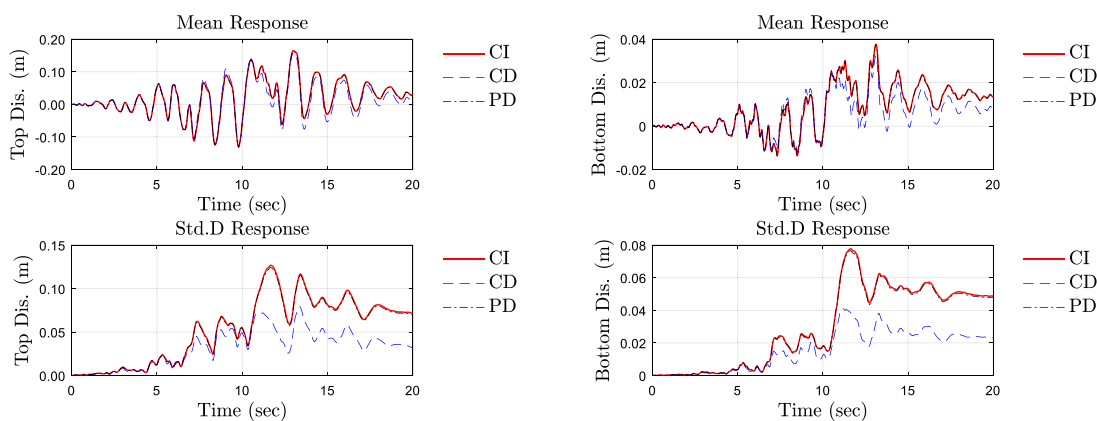 Mean Response
Top Dis. (m)
0.20
0.10
0.00
-0.10
-0.20
0 5 10 15 20
Time (sec)
CI
CD
PD
Mean Response
Bottom Dis. (m)
0.04
0.02
0
-0.02
0 5 10 15 20
Time (sec)
CI
CD
PD
Std.D Response
Top Dis. (m)
0.15
0.10
0.05
0.00
0 5 10 15 20
Time (sec)
CI
CD
PD
Std.D Response
Bottom Dis. (m)
0.08
0.06
0.04
0.02
0
0 5 10 15 20
Time (sec)
CI
CD
PD